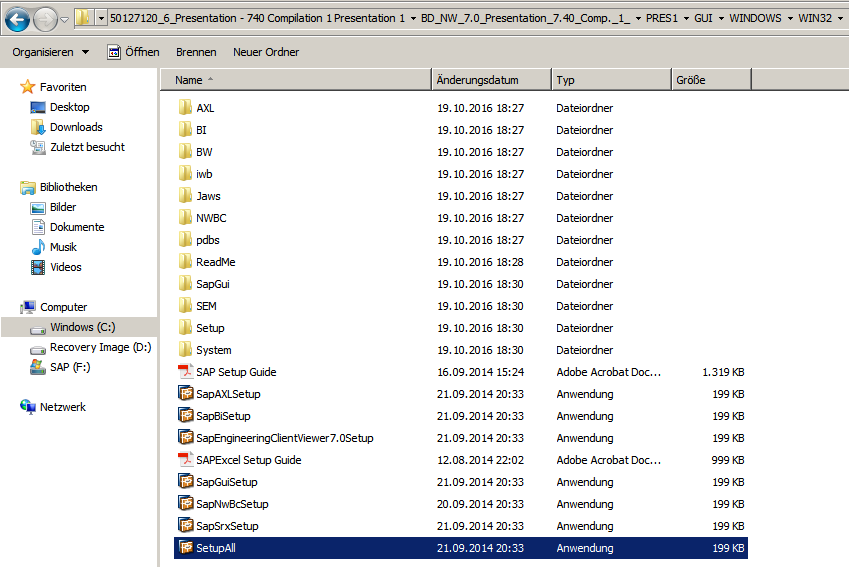 50127120_6_Presentation - 740 Compilation 1 Presentation 1 BD_NW_7.0_Presentation_7.40_Comp._1_ PRES1 GUI WINDOWS WIN32
Organisieren Öffnen Brennen Neuer Ordner
Favoriten
Desktop
Downloads
Zuletzt besucht
Bibliotheken
Bilder
Dokumente
Musik
Videos
Computer
Windows (C:)
Recovery Image (D:)
SAP (F:)
Netzwerk
Name Änderungsdatum Typ Größe
AXL 19.10.2016 18:27 Dateiordner
BI 19.10.2016 18:27 Dateiordner
BW 19.10.2016 18:27 Dateiordner
iwb 19.10.2016 18:27 Dateiordner
Jaws 19.10.2016 18:27 Dateiordner
NWBC 19.10.2016 18:27 Dateiordner
pdbs 19.10.2016 18:27 Dateiordner
ReadMe 19.10.2016 18:28 Dateiordner
SapGui 19.10.2016 18:30 Dateiordner
SEM 19.10.2016 18:30 Dateiordner
Setup 19.10.2016 18:30 Dateiordner
System 19.10.2016 18:30 Dateiordner
SAP Setup Guide 16.09.2014 15:24 Adobe Acrobat Doc... 1.319 KB
SapAXLSetup 21.09.2014 20:33 Anwendung 199 KB
SapBiSetup 21.09.2014 20:33 Anwendung 199 KB
SapEngineeringClientViewer7.0Setup 21.09.2014 20:33 Anwendung 199 KB
SAPExcel Setup Guide 12.08.2014 22:02 Adobe Acrobat Doc... 999 KB
SapGuiSetup 21.09.2014 20:33 Anwendung 199 KB
SapNwBcSetup 20.09.2014 20:33 Anwendung 199 KB
SapSrxSetup 21.09.2014 20:33 Anwendung 199 KB
SetupAll 21.09.2014 20:33 Anwendung 199 KB